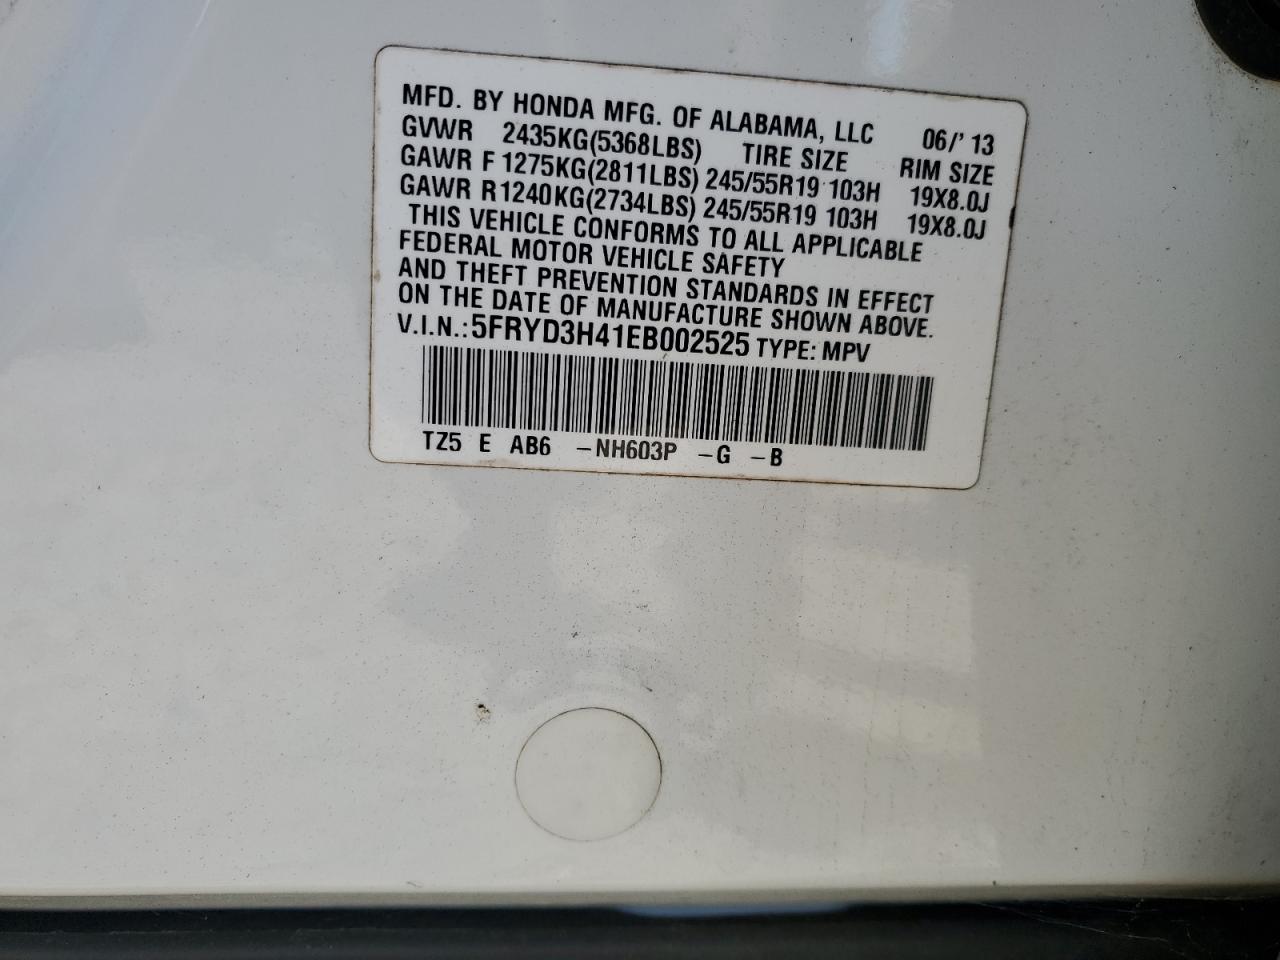 MFD. BY HONDA MFG. OF ALABAMA, LLC 06/' 13
GVWR 2435KG(5368LBS) TIRE SIZE RIM SIZE
GAWR F 1275KG(2811LBS) 245/55R19 103H 19X8.0J
GAWR R 1240KG(2734LBS) 245/55R19 103H 19X8.0J
THIS VEHICLE CONFORMS TO ALL APPLICABLE
FEDERAL MOTOR VEHICLE SAFETY
AND THEFT PREVENTION STANDARDS IN EFFECT
ON THE DATE OF MANUFACTURE SHOWN ABOVE.
V.I.N.:5FRYD3H41EB002525 TYPE: MPV
TZ5 E AB6 -NH603P -G -B